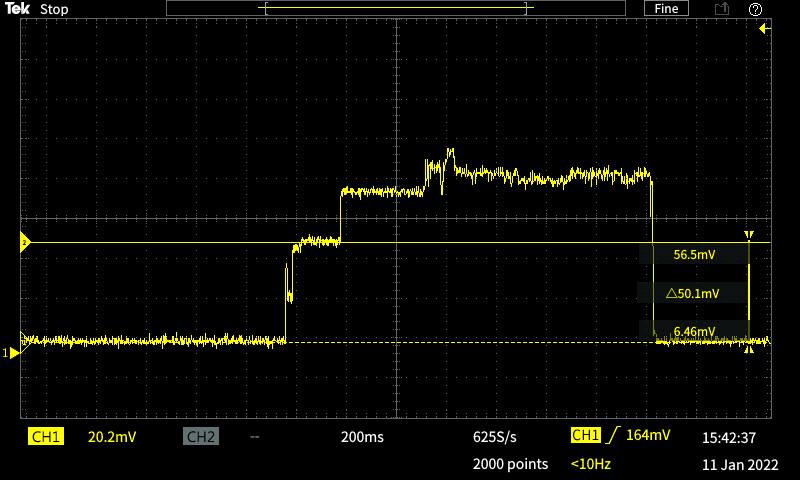 Tek Stop Fine
2
56.5mV
△50.1mV
6.46mV
1
CH1 20.2mV CH2 -- 200ms 625S/s CH1 164mV 15:42:37
2000 points <10Hz 11 Jan 2022